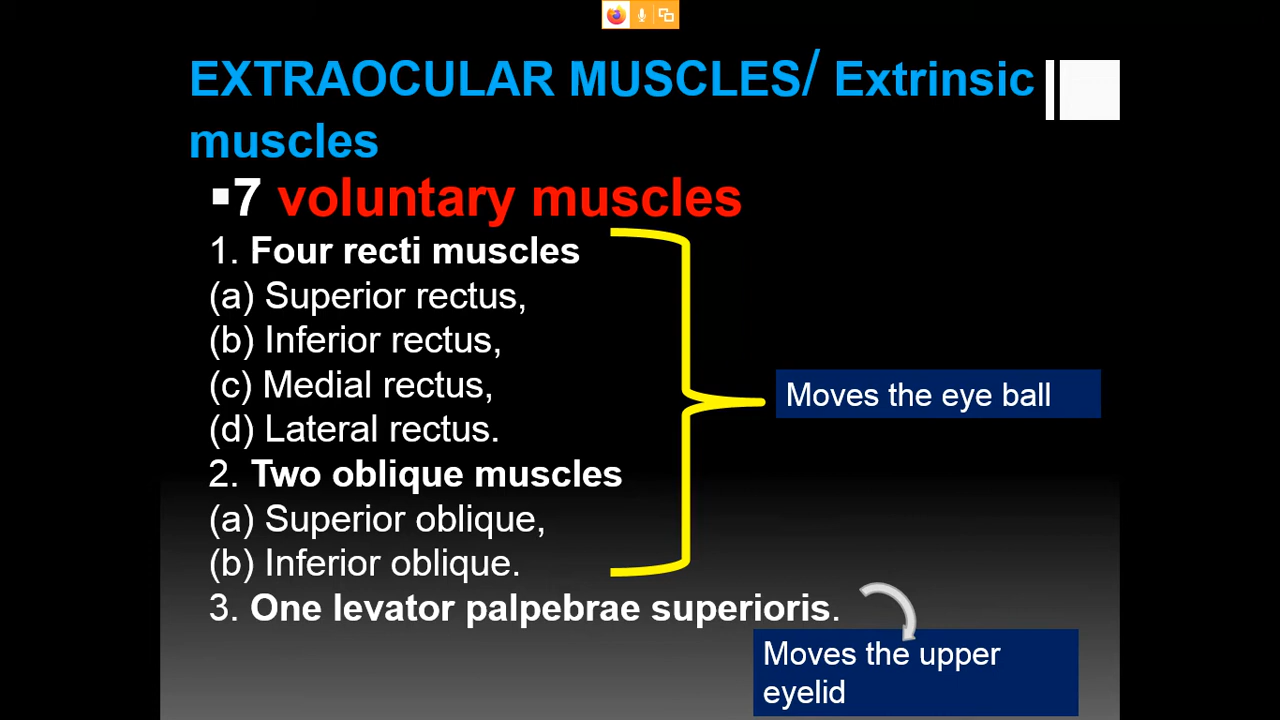 EXTRAOCULAR MUSCLES/ Extrinsic
muscles
▪7 voluntary muscles
1. Four recti muscles
(a) Superior rectus,
(b) Inferior rectus,
(c) Medial rectus,
(d) Lateral rectus.
2. Two oblique muscles
(a) Superior oblique,
(b) Inferior oblique.
3. One levator palpebrae superioris.
Moves the eye ball
Moves the upper
eyelid